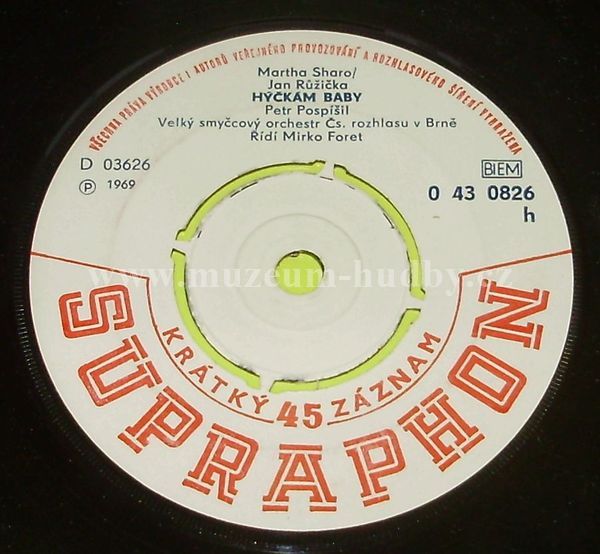 VŠECHNA PRÁVA VÝROBCE I AUTORŮ VEŘEJNÉHO PROVOZOVÁNÍ A ROZHLASOVÉHO ŠÍŘENÍ VYHRAŽENA
Martha Sharo/
Jan Růžička
HÝČKÁM BABY
Petr Pospíšil
Velký smyčcový orchestr Čs. rozhlasu v Brně
Řídí Mirko Foret
D 03626
Ⓟ 1969
BIEM
0 43 0826
h
www.muzeum-hudby.cz
KRÁTKÝ 45 ZÁZNAM
SUPRAPHON